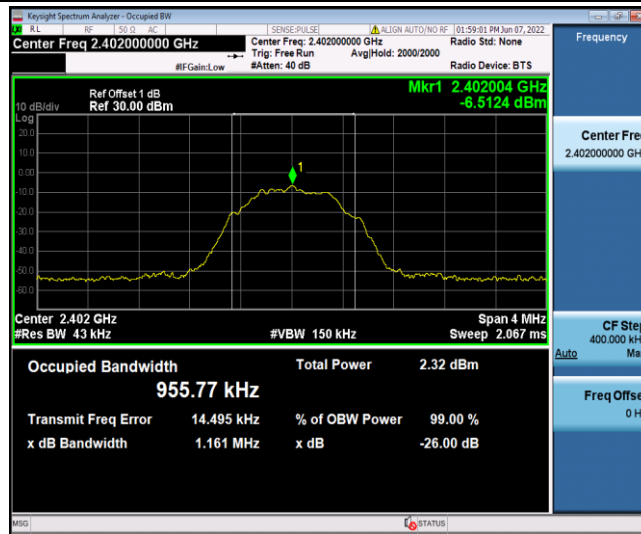 Keysight Spectrum Analyzer - Occupied BW
RL RF 50 Ω AC SENSE:PULSE ALIGN AUTO/NO RF 01:59:01 PM Jun 07, 2022
Center Freq 2.402000000 GHz
Center Freq: 2.402000000 GHz Radio Std: None
Trig: Free Run Avg|Hold: 2000/2000
#IFGain:Low #Atten: 40 dB Radio Device: BTS
Frequency
Ref Offset 1 dB
10 dB/div Ref 30.00 dBm
Mkr1 2.402004 GHz
-6.5124 dBm
Log
20.0
10.0
0.00
-10.0
-20.0
-30.0
-40.0
-50.0
-60.0
1
Center 2.402 GHz Span 4 MHz
#Res BW 43 kHz #VBW 150 kHz Sweep 2.067 ms
Occupied Bandwidth Total Power 2.32 dBm
955.77 kHz
Transmit Freq Error 14.495 kHz % of OBW Power 99.00 %
x dB Bandwidth 1.161 MHz x dB -26.00 dB
Center Fre
2.402000000 GH
CF Step
400.000 kH
Auto Ma
Freq Offse
0 H
MSG STATUS